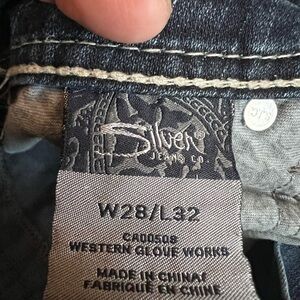 Silver
JEANS CO.
W28/L32
CA00508
WESTERN GLOVE WORKS
MADE IN CHINA/
FABRIQUÉ EN CHINE